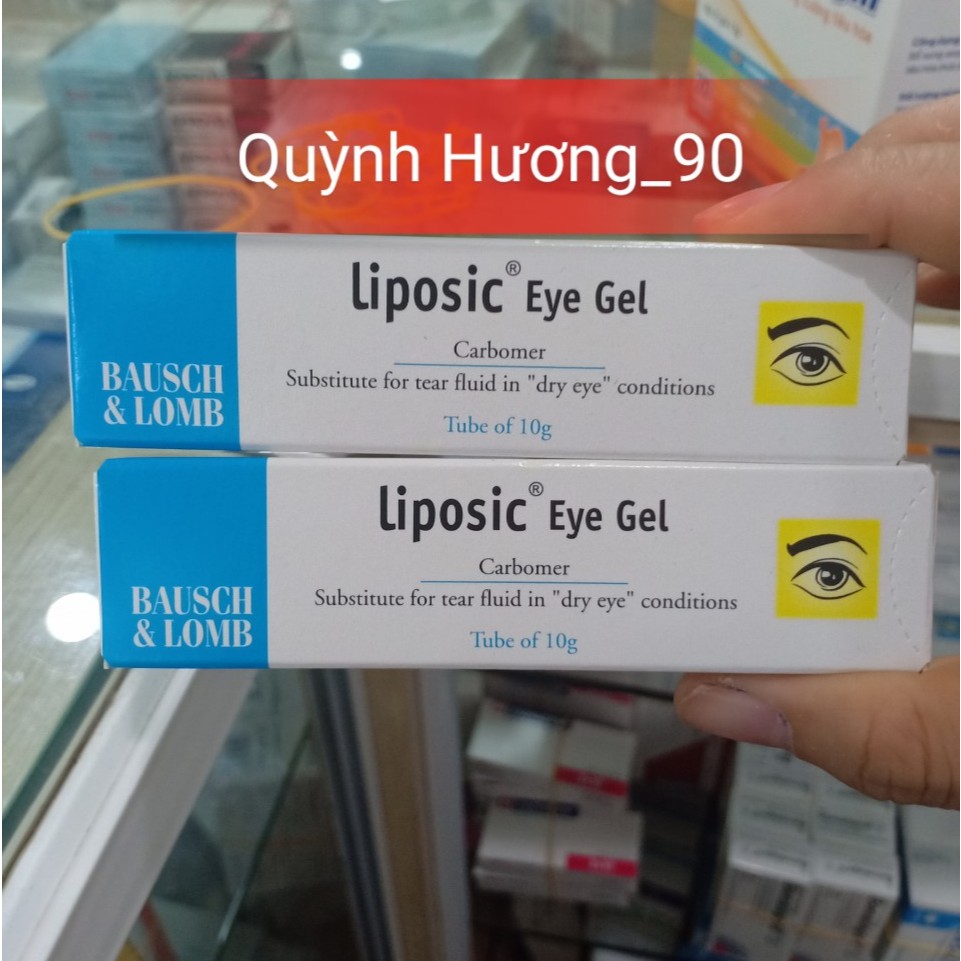 Quỳnh Hương_90
liposic® Eye Gel
Carbomer
Substitute for tear fluid in "dry eye" conditions
Tube of 10g
BAUSCH
& LOMB
liposic® Eye Gel
Carbomer
Substitute for tear fluid in "dry eye" conditions
Tube of 10g
BAUSCH
& LOMB